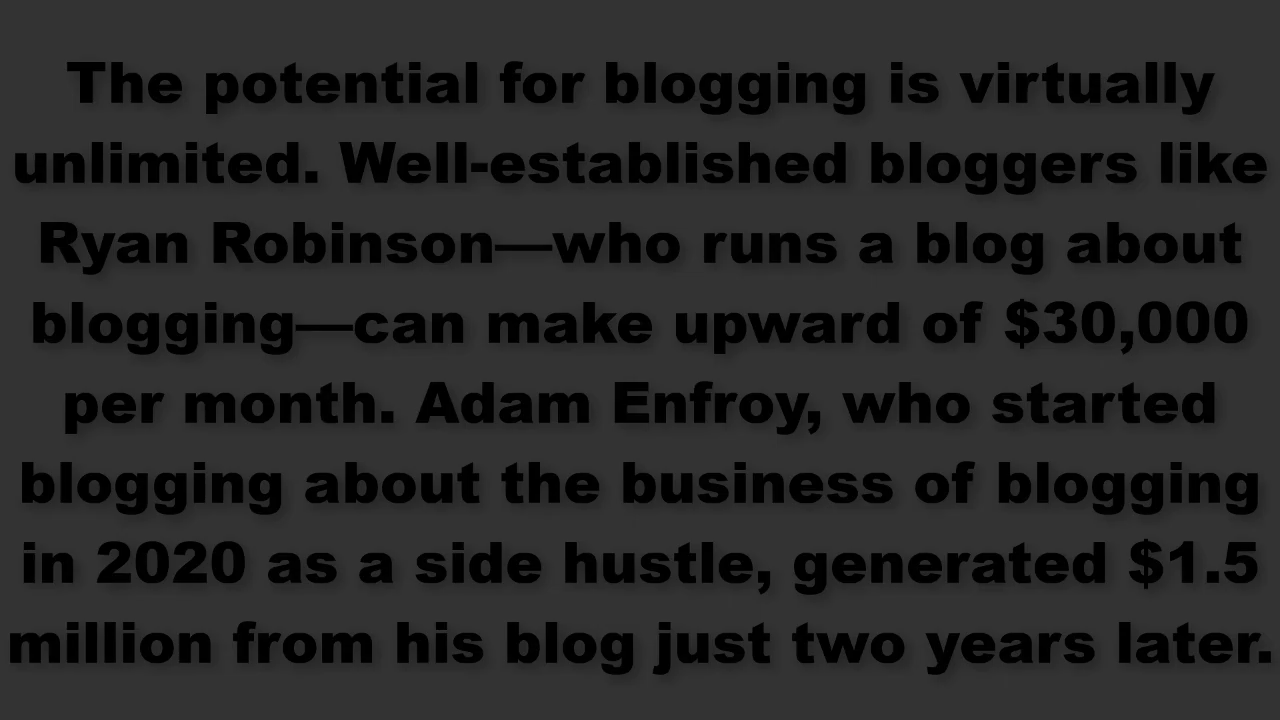 The potential for blogging is virtually
unlimited. Well-established bloggers like
Ryan Robinson—who runs a blog about
blogging—can make upward of $30,000
per month. Adam Enfroy, who started
blogging about the business of blogging
in 2020 as a side hustle, generated $1.5
million from his blog just two years later.